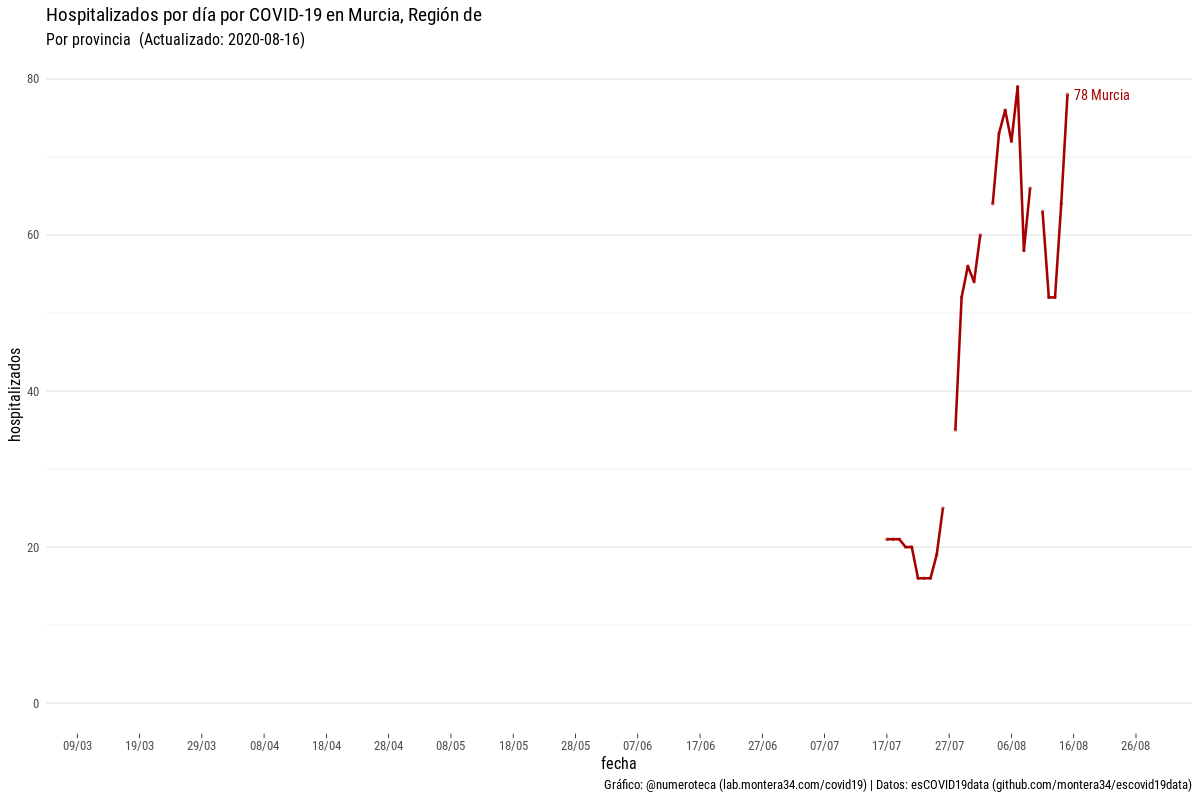 Hospitalizados por día por COVID-19 en Murcia, Región de
Por provincia  (Actualizado: 2020-08-16)
80
78 Murcia
60
hospitalizados
40
20
0
09/03 19/03 29/03 08/04 18/04 28/04 08/05 18/05 28/05 07/06 17/06 27/06 07/07 17/07 27/07 06/08 16/08 26/08
fecha
Gráfico: @numeroteca (lab.montera34.com/covid19) | Datos: esCOVID19data (github.com/montera34/escovid19data)